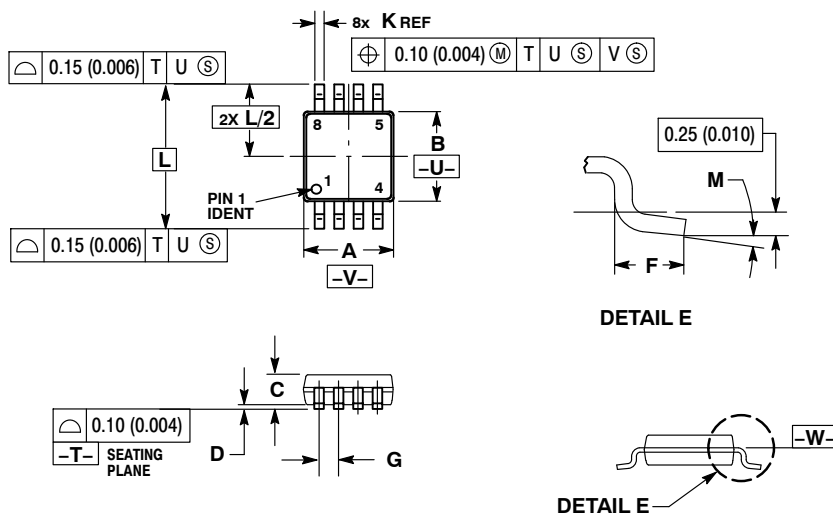 8x K REF
0.10 (0.004) Ⓜ T U Ⓢ V Ⓢ
0.15 (0.006) T U Ⓢ
2X L/2
8 5
B
0.25 (0.010)
–U–
L
M
PIN 1
IDENT
1
4
0.15 (0.006) T U Ⓢ
A
–V–
F
DETAIL E
C
0.10 (0.004)
–T– SEATING
PLANE
D
G
–W–
DETAIL E